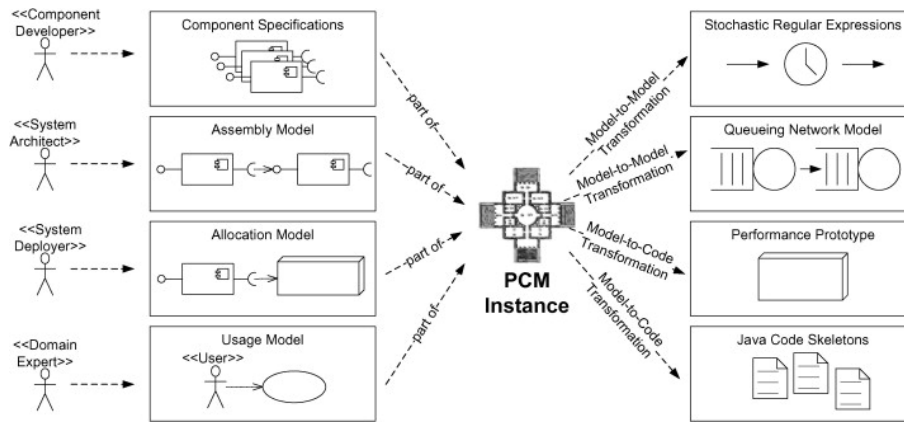 <<Component
Developer>>
Component Specifications
Stochastic Regular Expressions
part of
Model-to-Model
Transformation
<<System
Architect>>
Assembly Model
Queueing Network Model
part of
Model-to-Model
Transformation
<<System
Deployer>>
Allocation Model
PCM
Instance
Performance Prototype
part of
Model-to-Code
Transformation
<<Domain
Expert>>
Usage Model
<<User>>
Java Code Skeletons
part of
Model-to-Code
Transformation